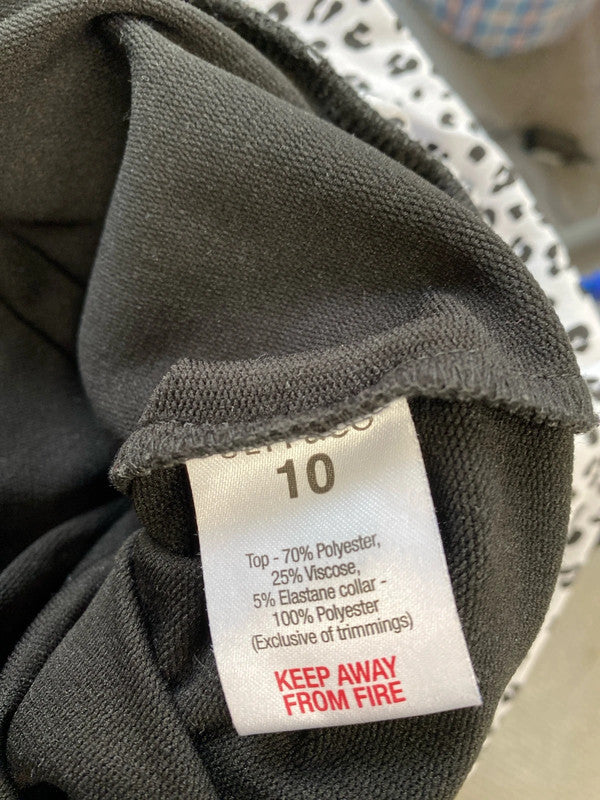 10
Top - 70% Polyester,
25% Viscose,
5% Elastane collar -
100% Polyester
(Exclusive of trimmings)
KEEP AWAY
FROM FIRE